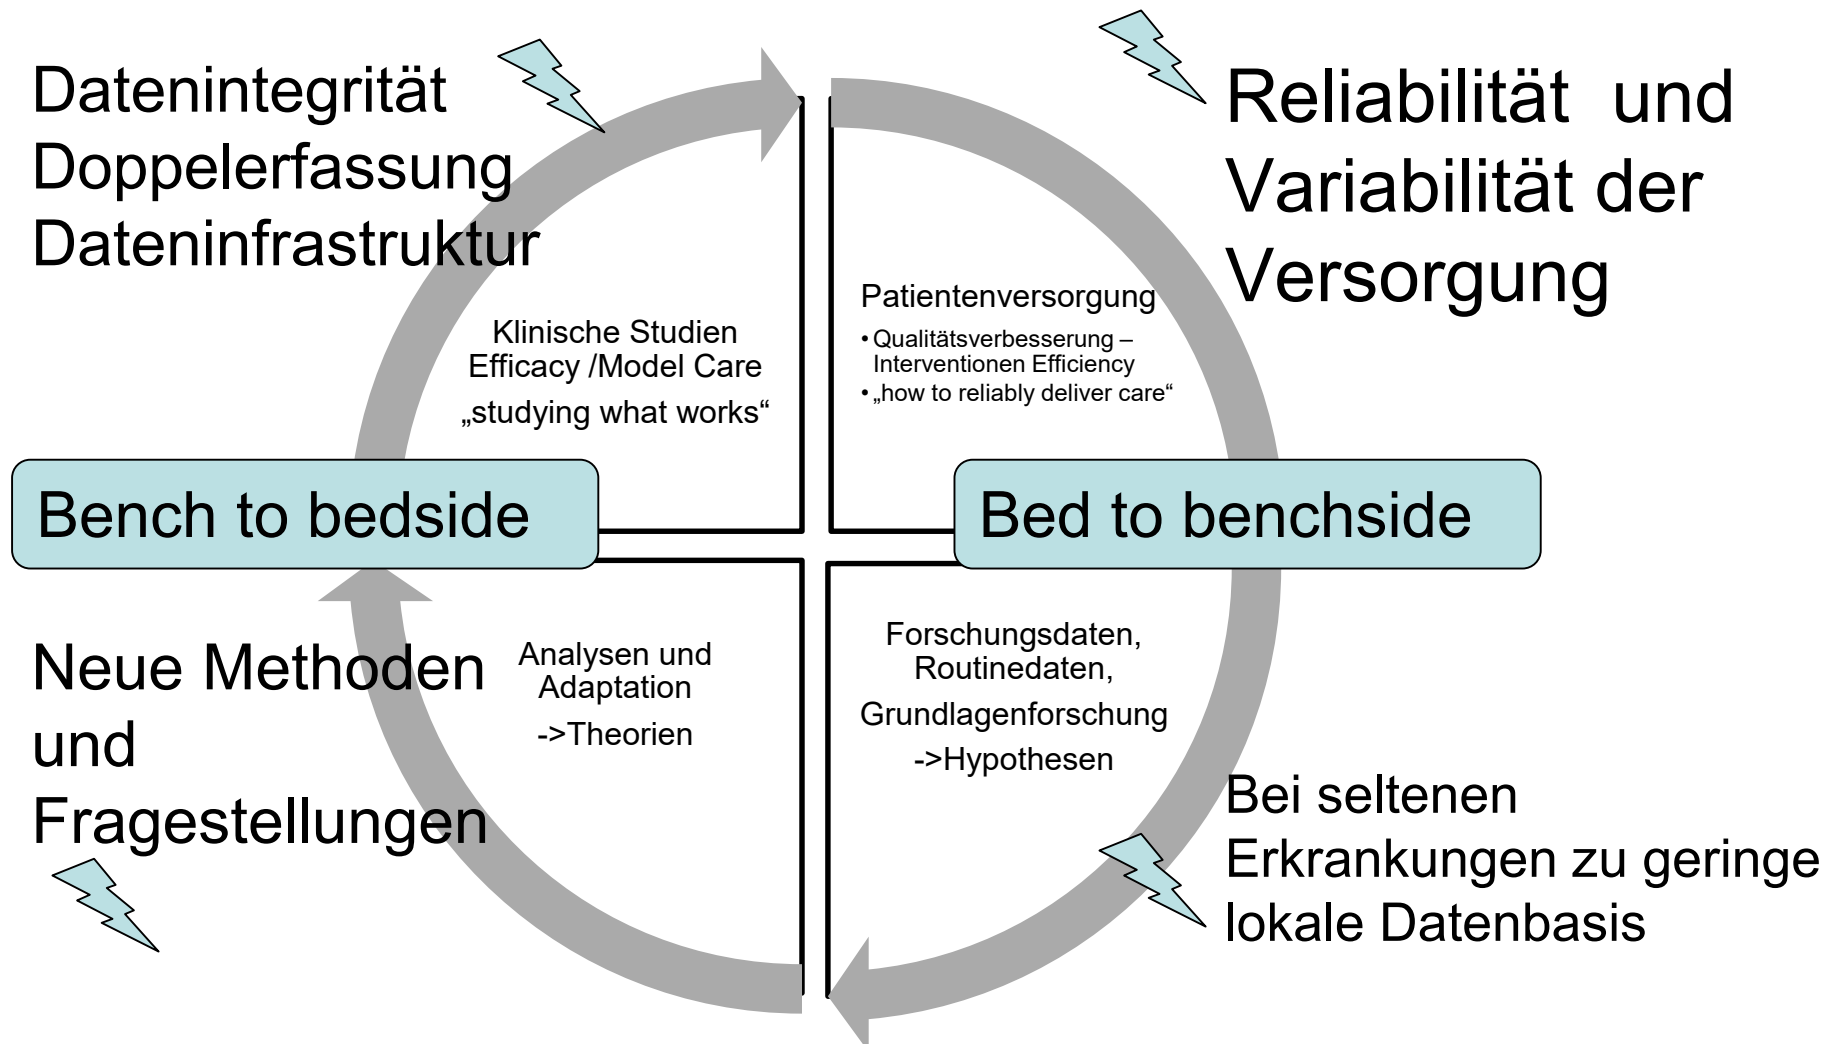 Datenintegrität
Doppelerfassung
Dateninfrastruktur
Reliabilität und
Variabilität der
Versorgung
Klinische Studien
Efficacy /Model Care
„studying what works“
Patientenversorgung
• Qualitätsverbesserung –
Interventionen Efficiency
• „how to reliably deliver care“
Bench to bedside
Bed to benchside
Neue Methoden
und
Fragestellungen
Analysen und
Adaptation
->Theorien
Forschungsdaten,
Routinedaten,
Grundlagenforschung
->Hypothesen
Bei seltenen
Erkrankungen zu geringe
lokale Datenbasis